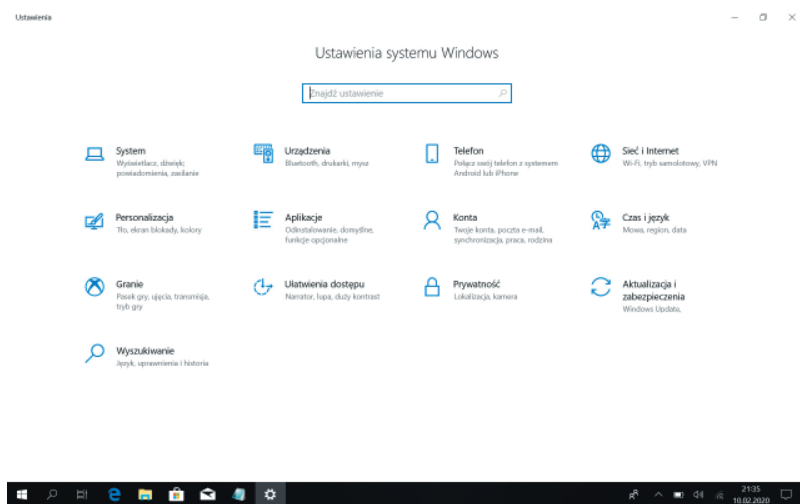 Ustawienia
Ustawienia systemu Windows
Znajdź ustawienie
System
Wyświetlacz, dźwięk;
powiadomienia, zasilanie
Urządzenia
Bluetooth, drukarki, mysz
Telefon
Połącz swój telefon z systemem
Android lub iPhone
Sieć i Internet
Wi-Fi, tryb samolotowy, VPN
Personalizacja
Tło, ekran blokady, kolory
Aplikacje
Odinstalowanie, domyślne,
funkcje opcjonalne
Konta
Twoje konta, poczta e-mail,
synchronizacja, praca, rodzina
Czas i język
Mowa, region, data
Granie
Pasek gry, ujęcia, transmisja,
tryb gry
Ułatwienia dostępu
Narrator, lupa, duży kontrast
Prywatność
Lokalizacja, kamera
Aktualizacja i
zabezpieczenia
Windows Update,
Wyszukiwanie
Język, uprawnienia i historia
21:35
10.02.2020